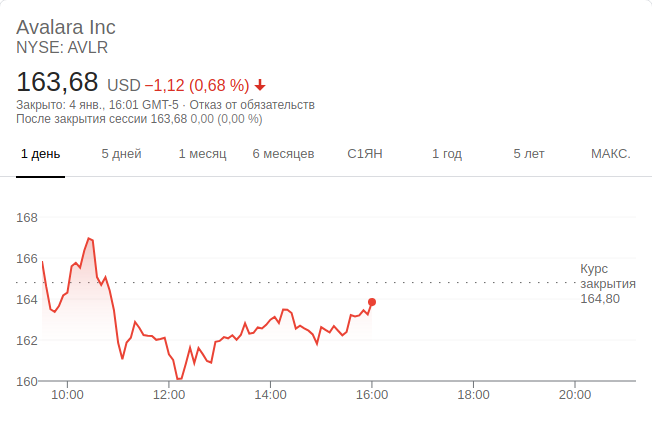 Avalara Inc
NYSE: AVLR
163,68 USD −1,12 (0,68 %)
Закрыто: 4 янв., 16:01 GMT-5 · Отказ от обязательств
После закрытия сессии 163,68 0,00 (0,00 %)
1 день 5 дней 1 месяц 6 месяцев С1ЯН 1 год 5 лет МАКС.
168
166
164
162
160
Курс
закрытия
164,80
10:00 12:00 14:00 16:00 18:00 20:00